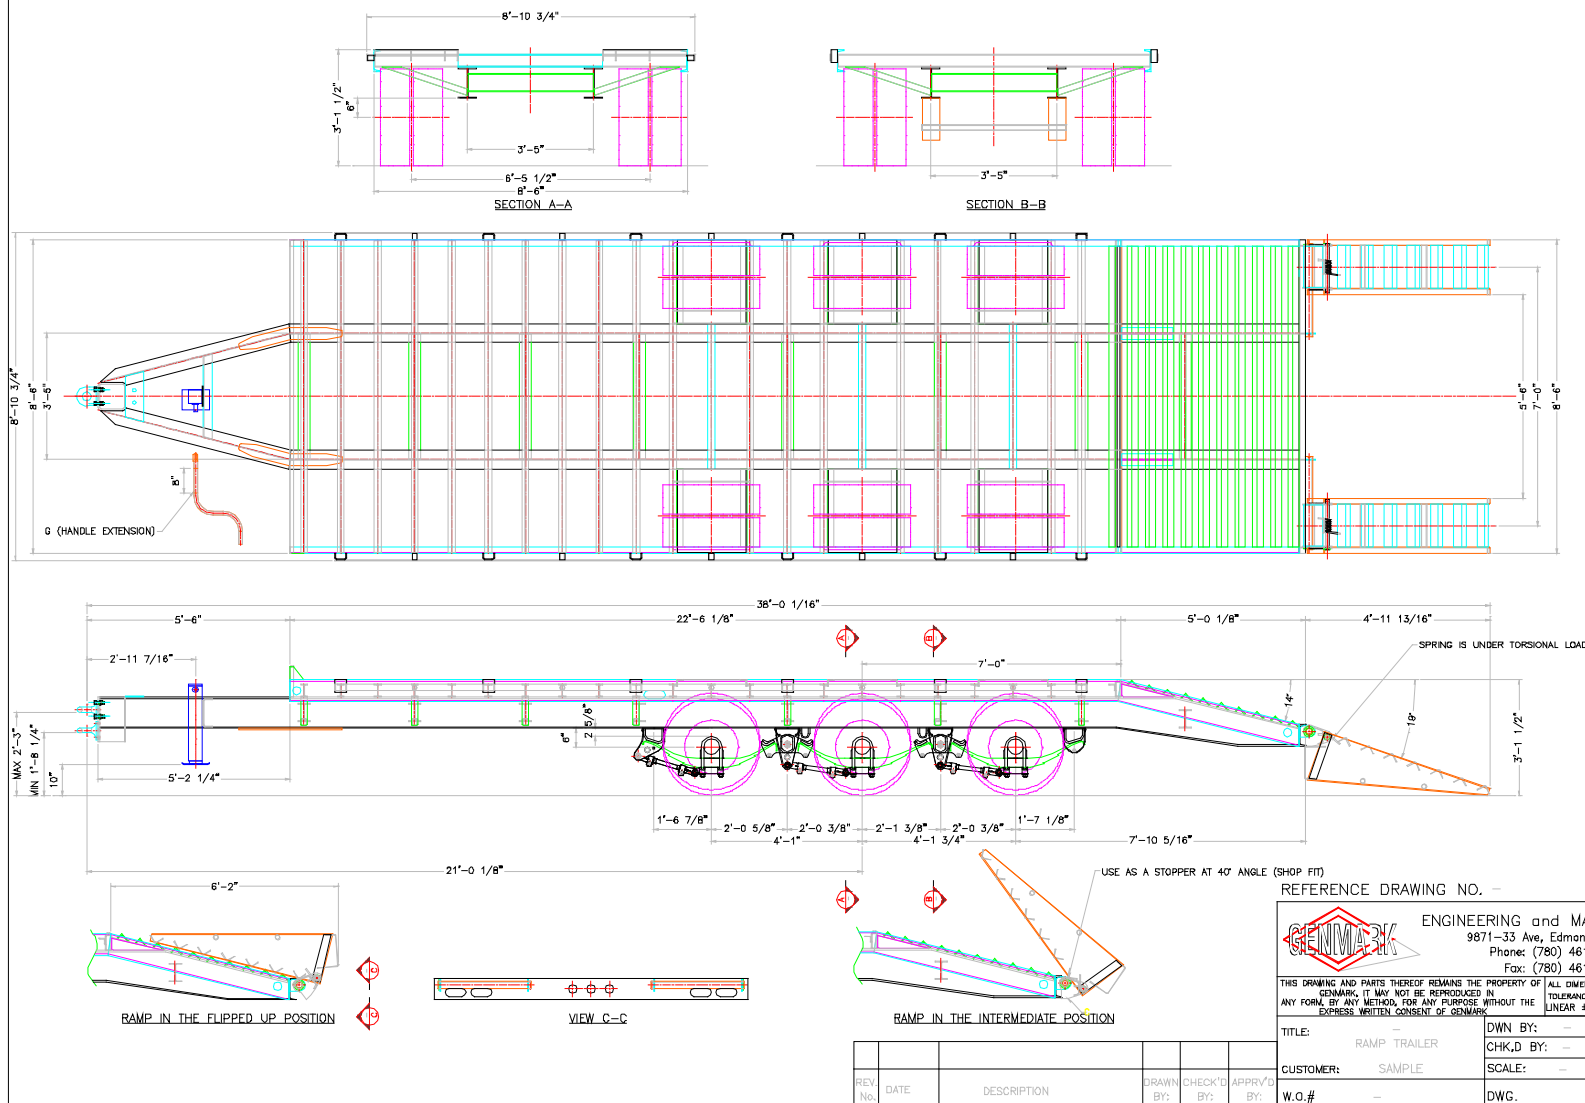 8'-10 3/4"
3'-1 1/2"
6"
3'-5"
6'-5 1/2"
8'-6"
SECTION A-A
3'-5"
SECTION B-B
8'-10 3/4"
8'-6"
3'-5"
8"
G (HANDLE EXTENSION)
5'-6"
7'-0"
8'-6"
38'-0 1/16"
5'-6"
22'-6 1/8"
5'-0 1/8"
4'-11 13/16"
A
B
SPRING IS UNDER TORSIONAL LOAD
2'-11 7/16"
7'-0"
14°
19°
3'-1 1/2"
MAX 2'-3"
MIN 1'-8 1/4"
10"
5'-2 1/4"
6"
2 5/8"
1'-6 7/8"
2'-0 5/8"
2'-0 3/8"
2'-1 3/8"
2'-0 3/8"
1'-7 1/8"
4'-1"
4'-1 3/4"
7'-10 5/16"
21'-0 1/8"
A
B
USE AS A STOPPER AT 40° ANGLE (SHOP FIT)
6'-2"
C
C
RAMP IN THE FLIPPED UP POSITION
VIEW C-C
RAMP IN THE INTERMEDIATE POSITION
REFERENCE DRAWING NO. -
GENMARK
ENGINEERING and MA
9871-33 Ave, Edmon
Phone: (780) 46
Fax: (780) 46
THIS DRAWING AND PARTS THEREOF REMAINS THE PROPERTY OF
GENMARK, IT MAY NOT BE REPRODUCED IN
ANY FORM, BY ANY METHOD, FOR ANY PURPOSE WITHOUT THE
EXPRESS WRITTEN CONSENT OF GENMARK
ALL DIME
TOLERANC
LINEAR ±
TITLE: -
RAMP TRAILER
DWN BY: -
CHK,D BY: -
CUSTOMER: SAMPLE
SCALE: -
W.O.# -
DWG.
REV. No.
DATE
DESCRIPTION
DRAWN BY:
CHECK'D BY:
APPRV'D BY: